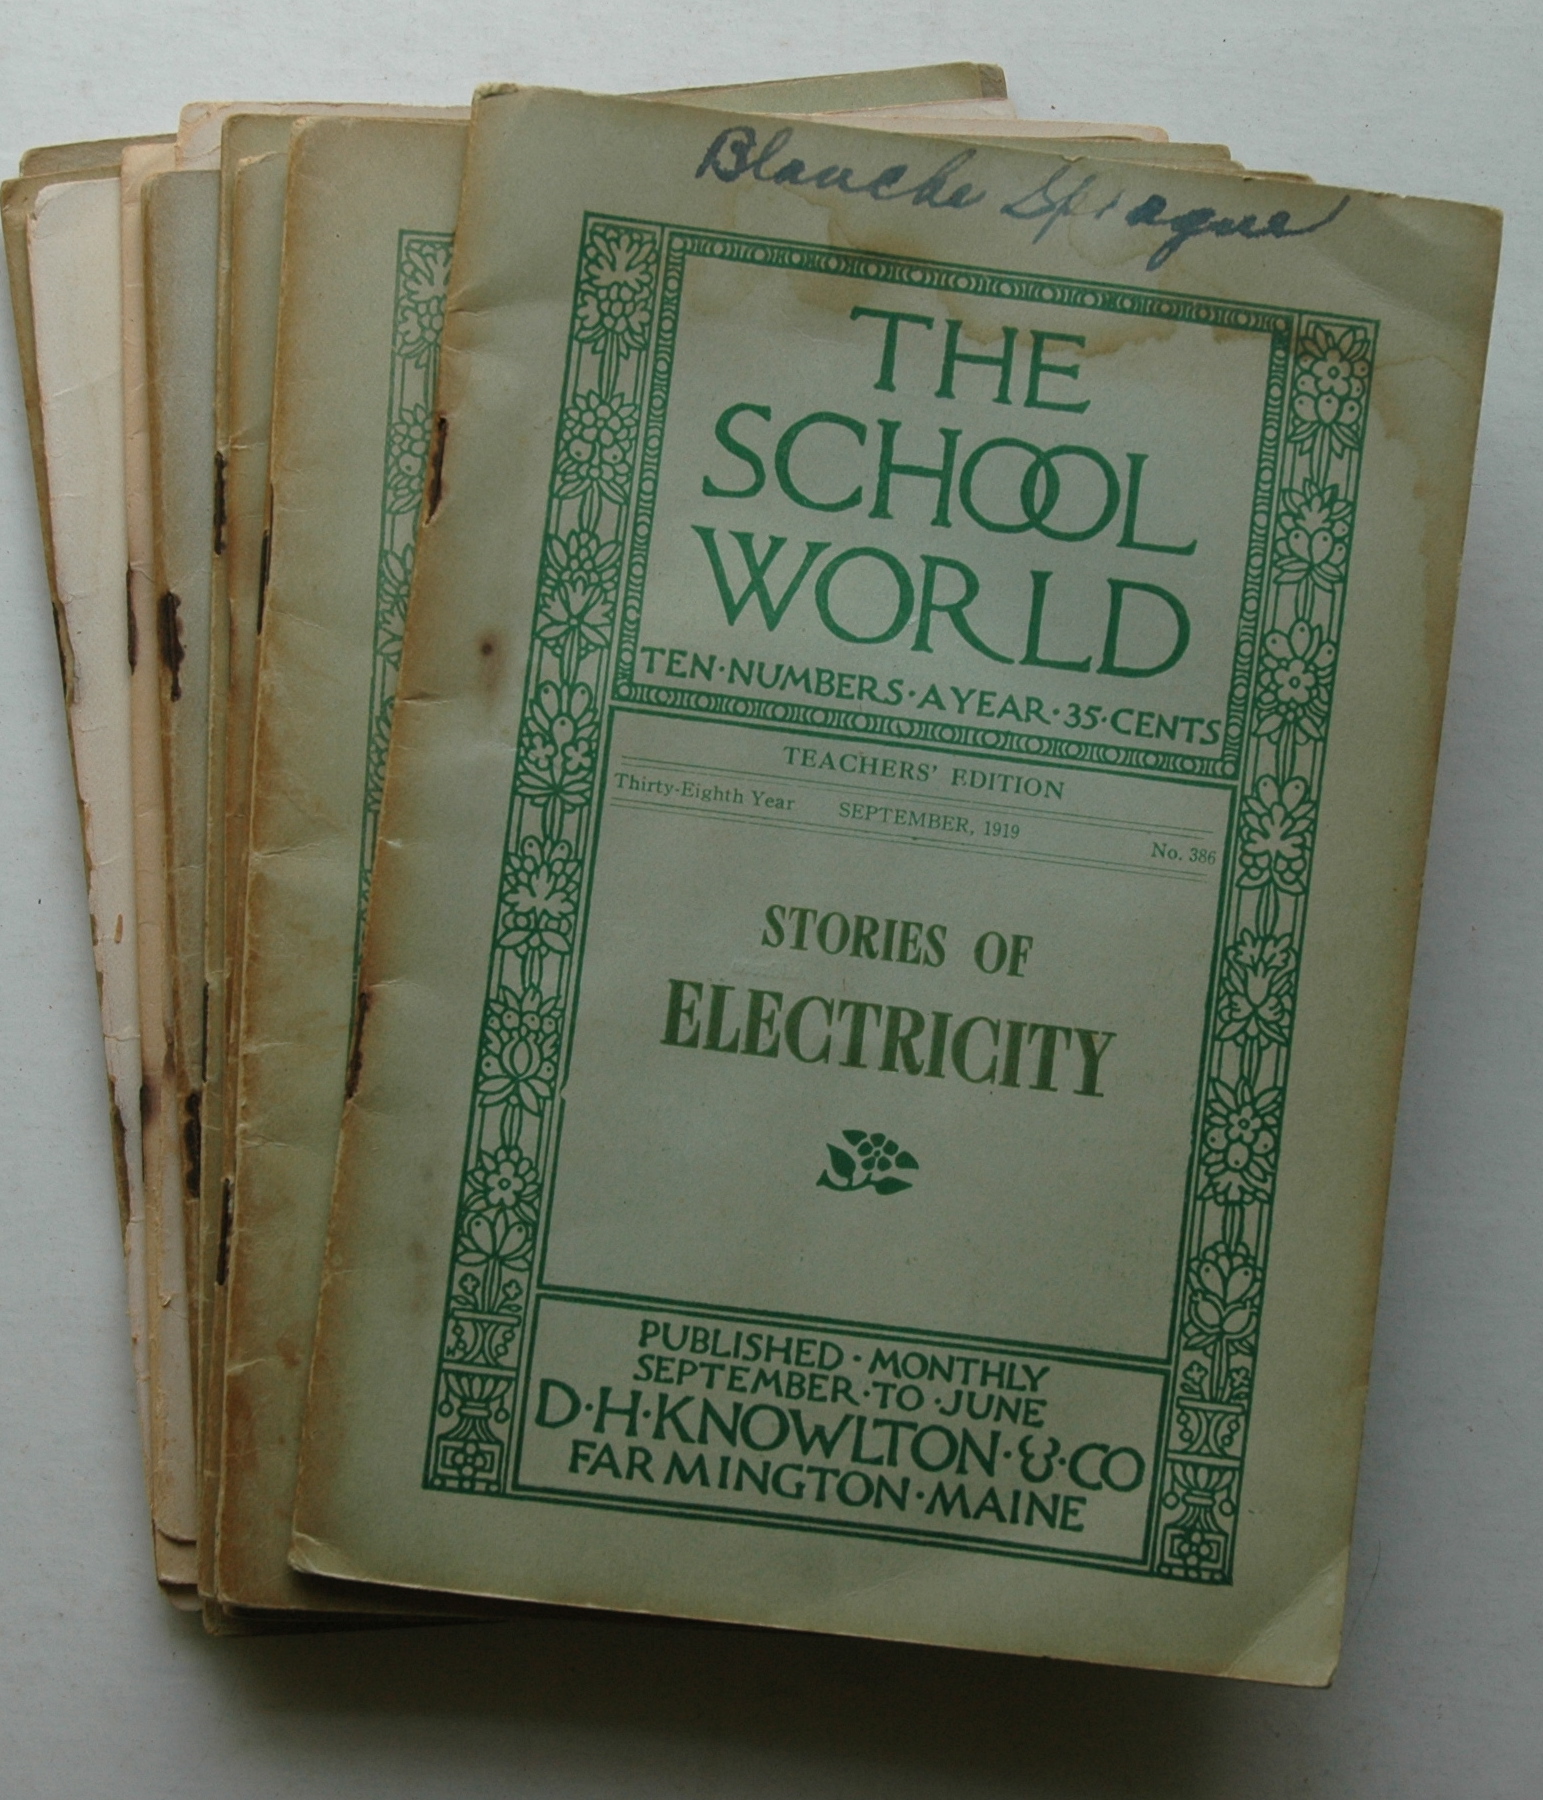 Blanche Sprague
THE
SCHOOL
WORLD
TEN·NUMBERS·A YEAR·35·CENTS
TEACHERS' EDITION
Thirty-Eighth Year SEPTEMBER, 1919 No. 386
STORIES OF
ELECTRICITY
PUBLISHED·MONTHLY
SEPTEMBER·TO·JUNE
D·H·KNOWLTON·&·CO
FARMINGTON·MAINE